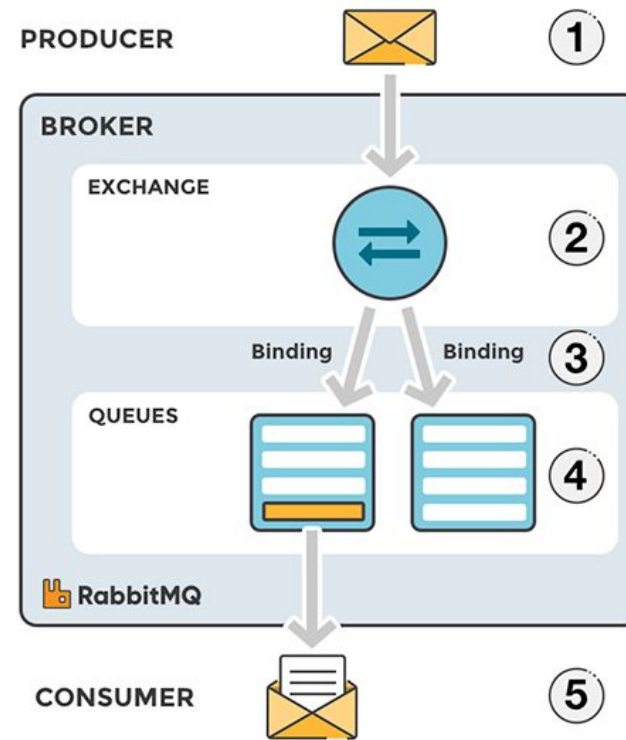 PRODUCER 1
BROKER
EXCHANGE
2
Binding Binding 3
QUEUES
4
RabbitMQ
CONSUMER 5